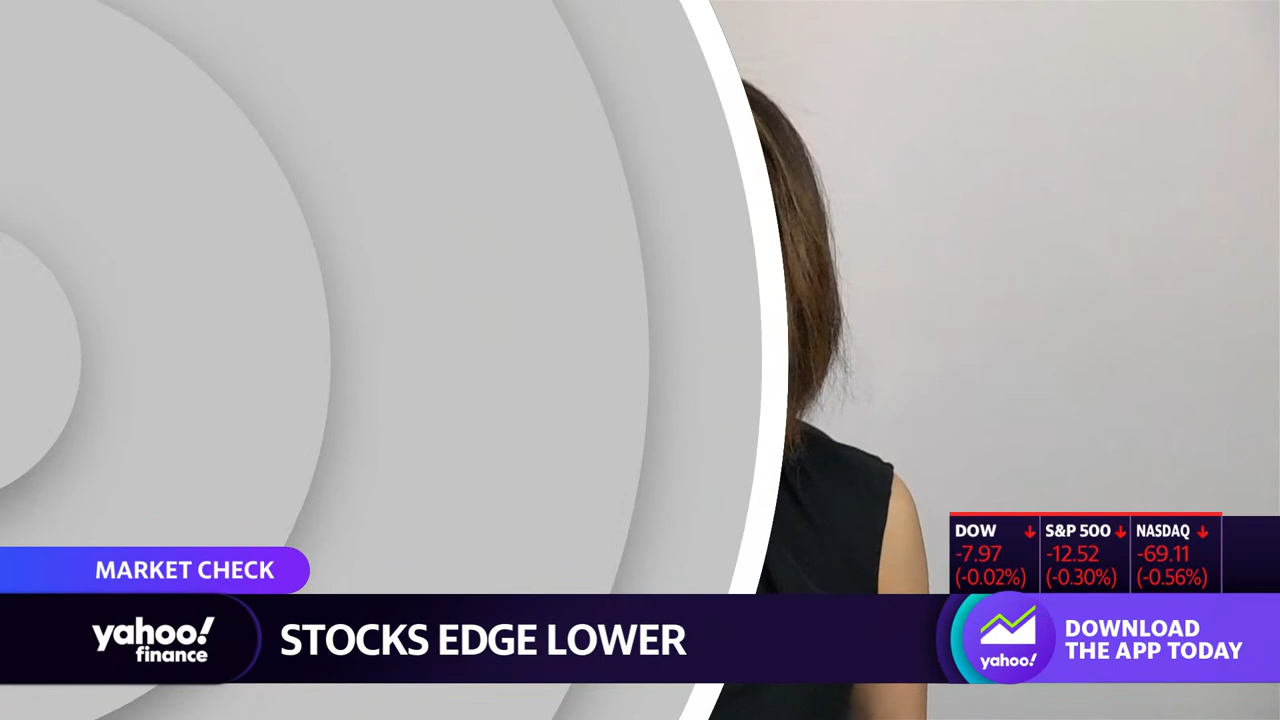 DOW
-7.97
(-0.02%)
S&P 500
-12.52
(-0.30%)
NASDAQ
-69.11
(-0.56%)
MARKET CHECK
yahoo!
finance
STOCKS EDGE LOWER
yahoo!
DOWNLOAD
THE APP TODAY